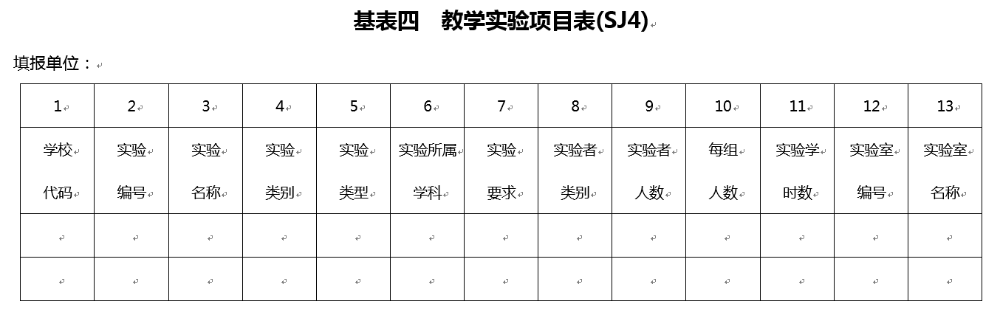 基表四 教学实验项目表(SJ4)
填报单位：
1 2 3 4 5 6 7 8 9 10 11 12 13
学校 实验 实验 实验 实验 实验所属 实验 实验者 实验者 每组 实验学 实验室 实验室
代码 编号 名称 类别 类型 学科 要求 类别 人数 人数 时数 编号 名称